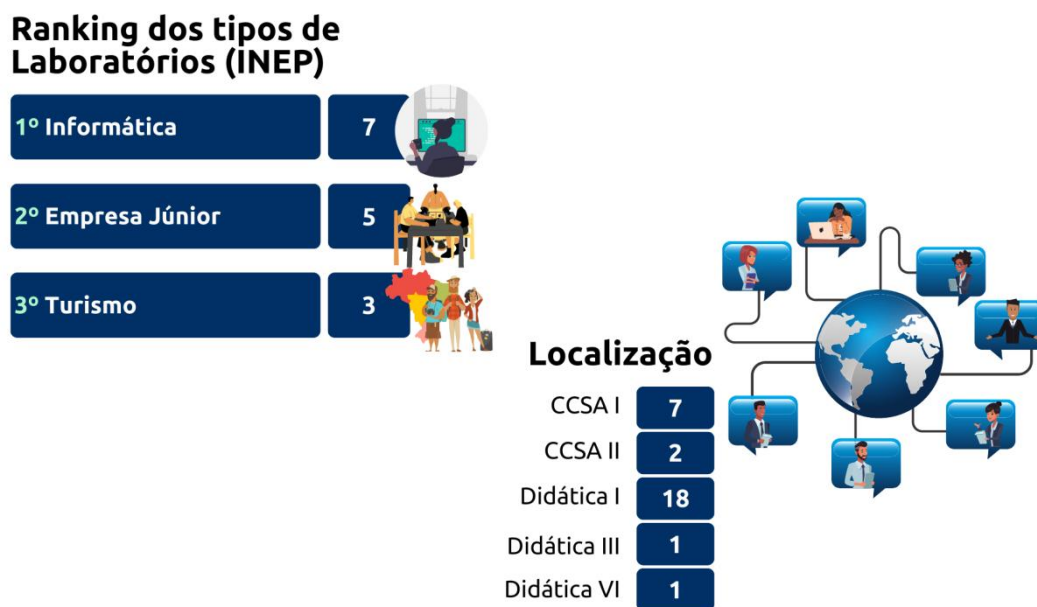 Ranking dos tipos de
Laboratórios (INEP)
1º Informática 7
2º Empresa Júnior 5
3º Turismo 3
Localização
CCSA I 7
CCSA II 2
Didática I 18
Didática III 1
Didática VI 1